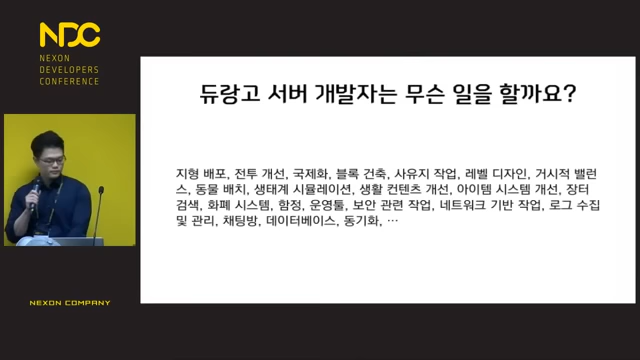 NDC
NEXON
DEVELOPERS
CONFERENCE
듀랑고 서버 개발자는 무슨 일을 할까요?
지형 배포, 전투 개선, 국제화, 블록 건축, 사유지 작업, 레벨 디자인, 거시적 밸런
스, 동물 배치, 생태계 시뮬레이션, 생활 컨텐츠 개선, 아이템 시스템 개선, 장터
검색, 화폐 시스템, 함정, 운영툴, 보안 관련 작업, 네트워크 기반 작업, 로그 수집
및 관리, 채팅방, 데이터베이스, 동기화, …
NEXON COMPANY